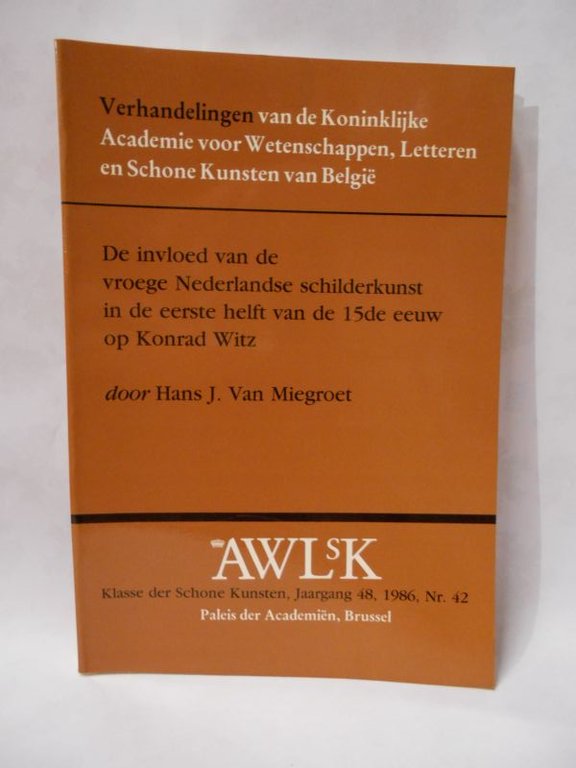 Verhandelingen van de Koninklijke
Academie voor Wetenschappen, Letteren
en Schone Kunsten van België
De invloed van de
vroege Nederlandse schilderkunst
in de eerste helft van de 15de eeuw
op Konrad Witz
door Hans J. Van Miegroet
AWLSK
Klasse der Schone Kunsten, Jaargang 48, 1986, Nr. 42
Paleis der Academiën, Brussel